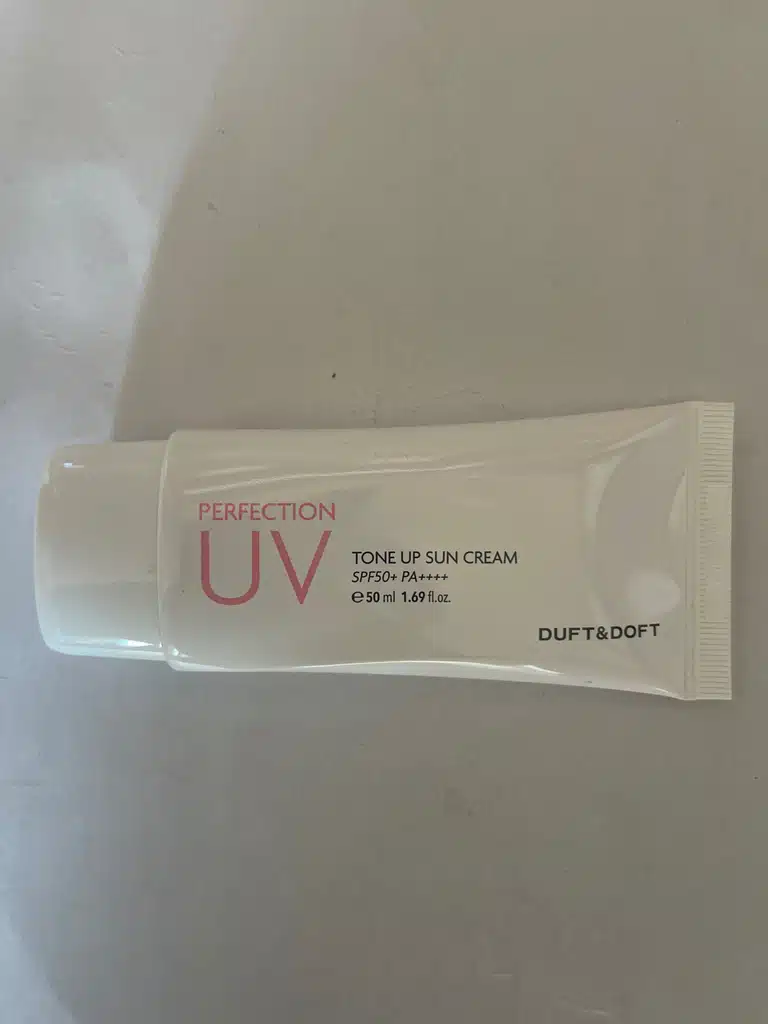 PERFECTION
UV
TONE UP SUN CREAM
SPF50+ PA++++
℮50 ml 1.69 fl.oz.
DUFT&DOFT